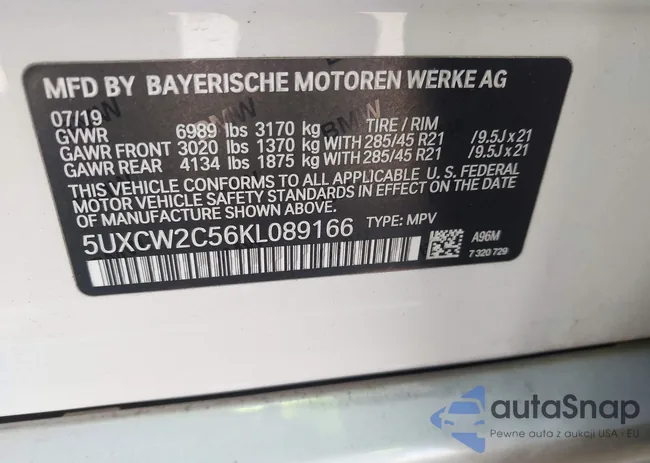 MFD BY BAYERISCHE MOTOREN WERKE AG
07/19
GVWR 6989 lbs 3170 kg TIRE / RIM
GAWR FRONT 3020 lbs 1370 kg WITH 285/45 R21 /9.5J x 21
GAWR REAR 4134 lbs 1875 kg WITH 285/45 R21 /9.5J x 21
THIS VEHICLE CONFORMS TO ALL APPLICABLE U.S. FEDERAL
MOTOR VEHICLE SAFETY STANDARDS IN EFFECT ON THE DATE
OF MANUFACTURE SHOWN ABOVE.
5UXCW2C56KL089166 TYPE: MPV
A96M
7 320 729
BMW
BMW
autaSnap
Pewne auta z aukcji USA - EU